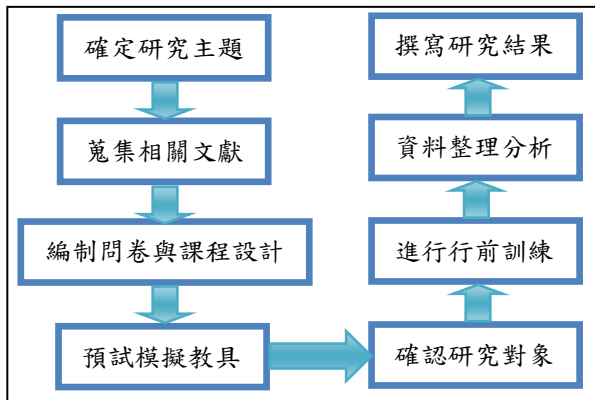 確定研究主題
蒐集相關文獻
編制問卷與課程設計
預試模擬教具
確認研究對象
進行行前訓練
資料整理分析
撰寫研究結果